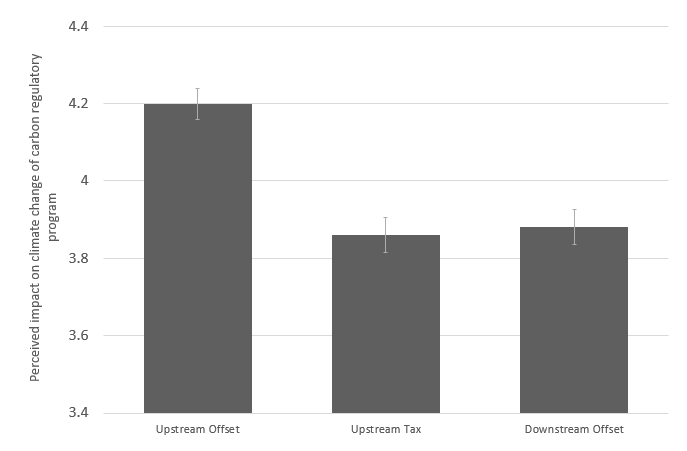 Perceived impact on climate change of carbon regulatory
program
4.4
4.2
4
3.8
3.6
3.4
Upstream Offset
Upstream Tax
Downstream Offset